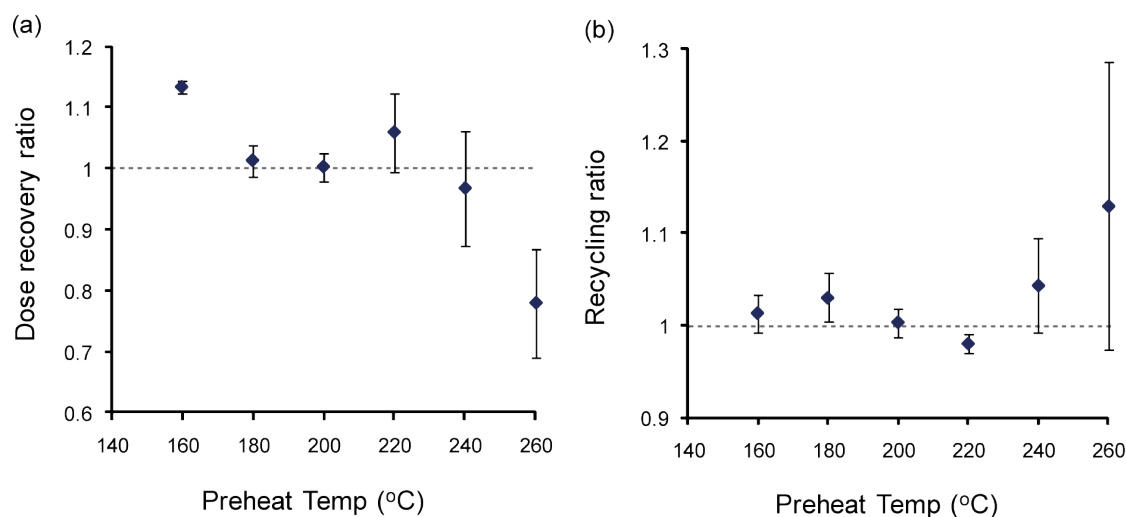 (a)
1.2
1.1
1
0.9
0.8
0.7
0.6
140 160 180 200 220 240 260
Dose recovery ratio
Preheat Temp (°C)
(b)
1.3
1.2
1.1
1
0.9
140 160 180 200 220 240 260
Recycling ratio
Preheat Temp (°C)